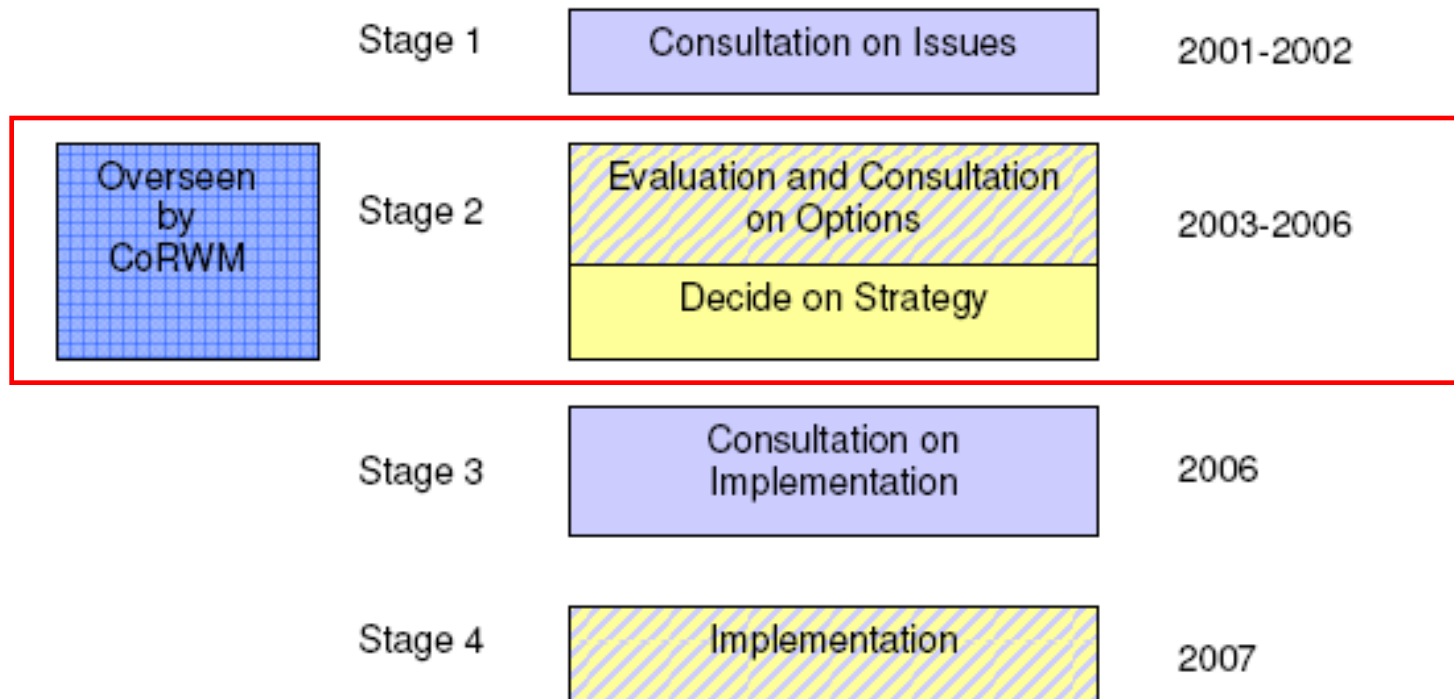 Stage 1
Consultation on Issues
2001-2002
Overseen
by
CoRWM
Stage 2
Evaluation and Consultation
on Options
Decide on Strategy
2003-2006
Stage 3
Consultation on
Implementation
2006
Stage 4
Implementation
2007